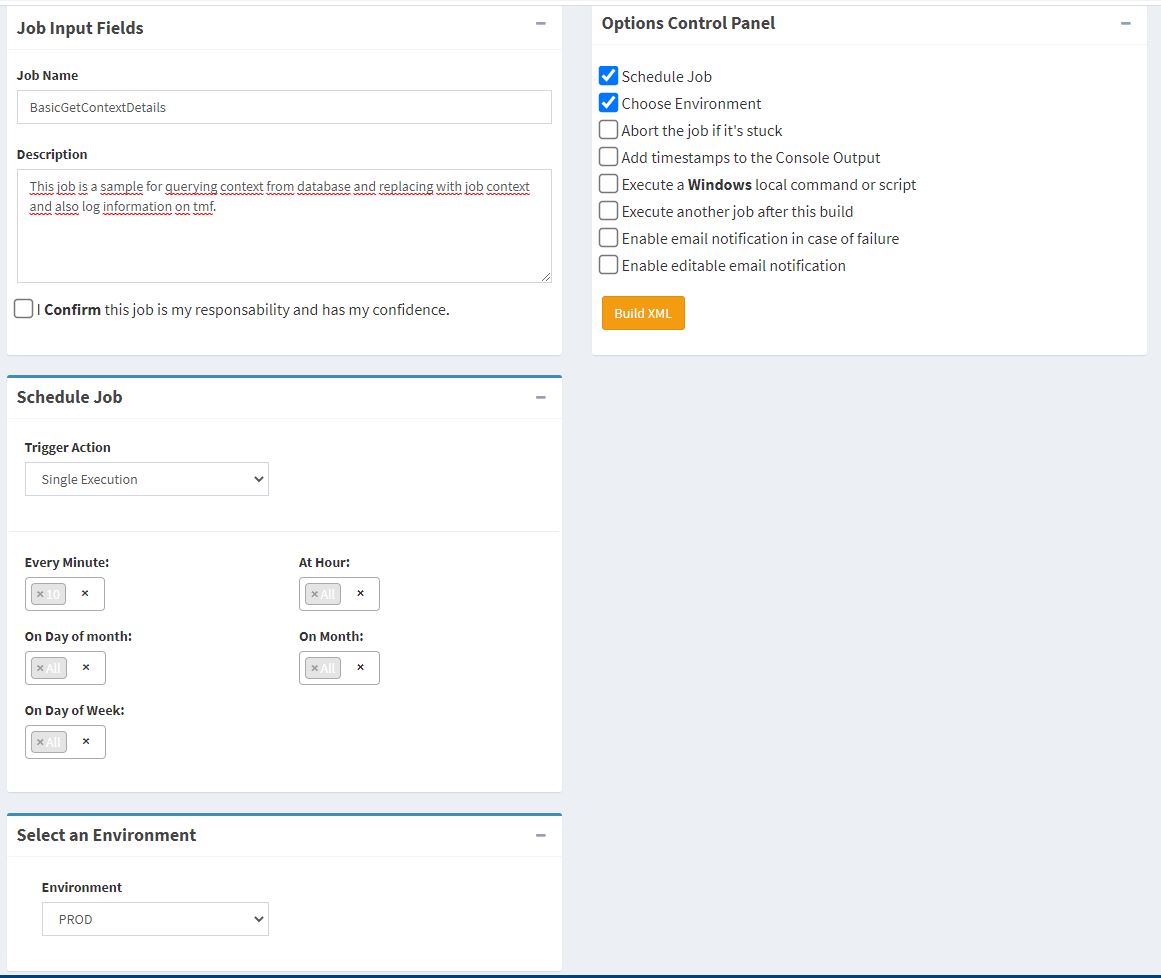 Job Input Fields
Job Name
BasicGetContextDetails
Description
This job is a sample for querying context from database and replacing with job context
and also log information on tmf.
I Confirm this job is my responsability and has my confidence.
Options Control Panel
Schedule Job
Choose Environment
Abort the job if it's stuck
Add timestamps to the Console Output
Execute a Windows local command or script
Execute another job after this build
Enable email notification in case of failure
Enable editable email notification
Build XML
Schedule Job
Trigger Action
Single Execution
Every Minute:
× 10 ×
At Hour:
× All ×
On Day of month:
× All ×
On Month:
× All ×
On Day of Week:
× All ×
Select an Environment
Environment
PROD